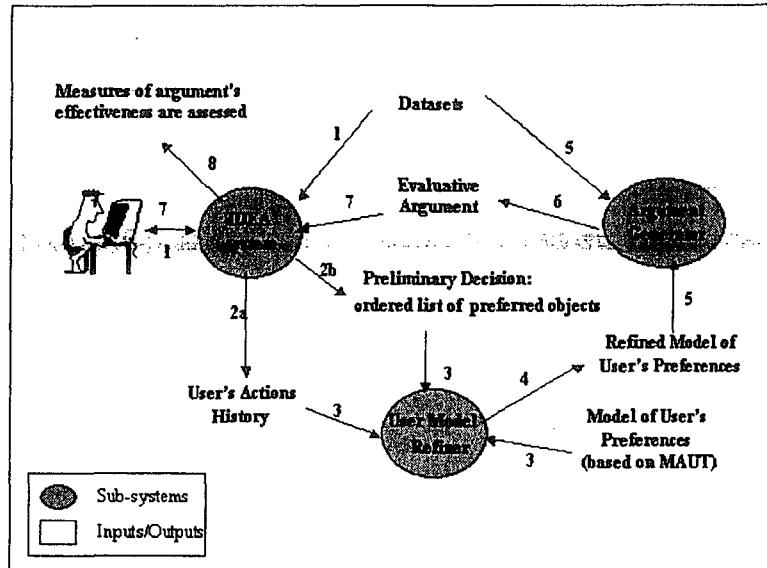 Measures of argument's
effectiveness are assessed
Datasets
1
5
8
Evaluative
Argument
7
7
6
1
2b
Preliminary Decision:
ordered list of preferred objects
2a
5
Refined Model of
User's Preferences
3
4
User's Actions
History
3
User Model
Refiner
Model of User's
Preferences
(based on MAUT)
3
Sub-systems
Inputs/Outputs